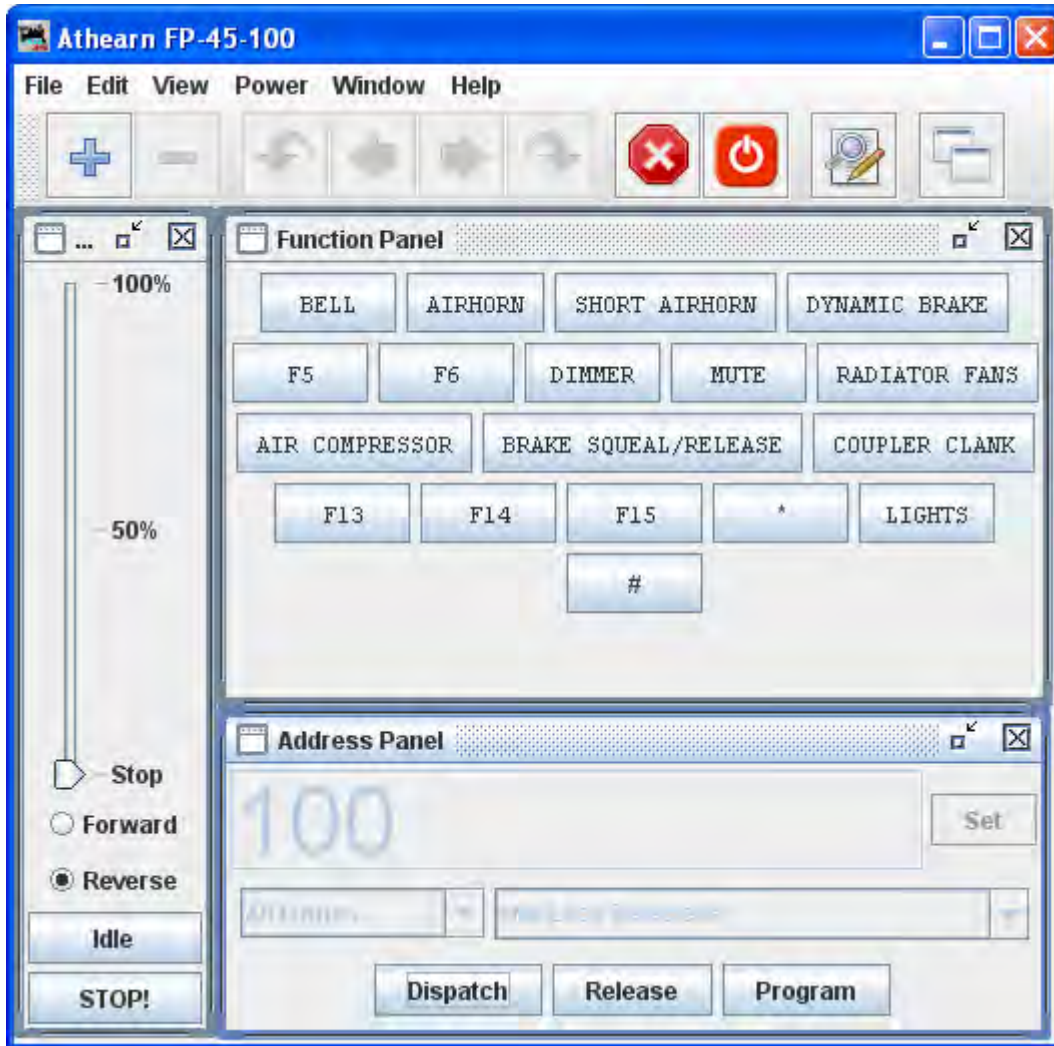 Athearn FP-45-100
File Edit View Power Window Help
...
100%
50%
Stop
Forward
Reverse
Idle
STOP!
Function Panel
BELL AIRHORN SHORT AIRHORN DYNAMIC BRAKE
F5 F6 DIMMER MUTE RADIATOR FANS
AIR COMPRESSOR BRAKE SQUEAL/RELEASE COUPLER CLANK
F13 F14 F15 * LIGHTS
#
Address Panel
100 Set
Dispatch Release Program